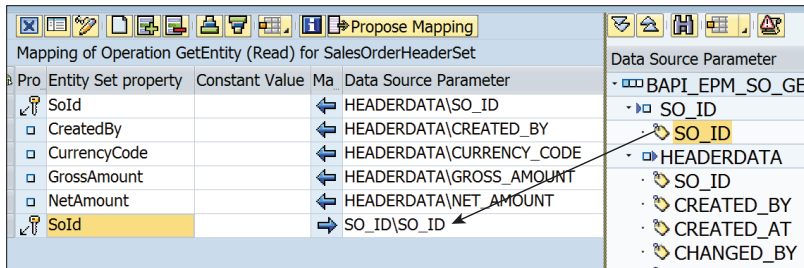 Propose Mapping
Mapping of Operation GetEntity (Read) for SalesOrderHeaderSet
Pro Entity Set property Constant Value Ma Data Source Parameter
SoId HEADERDATA\SO_ID
CreatedBy HEADERDATA\CREATED_BY
CurrencyCode HEADERDATA\CURRENCY_CODE
GrossAmount HEADERDATA\GROSS_AMOUNT
NetAmount HEADERDATA\NET_AMOUNT
SoId SO_ID\SO_ID
Data Source Parameter
BAPI_EPM_SO_GE
SO_ID
SO_ID
HEADERDATA
SO_ID
CREATED_BY
CREATED_AT
CHANGED_BY